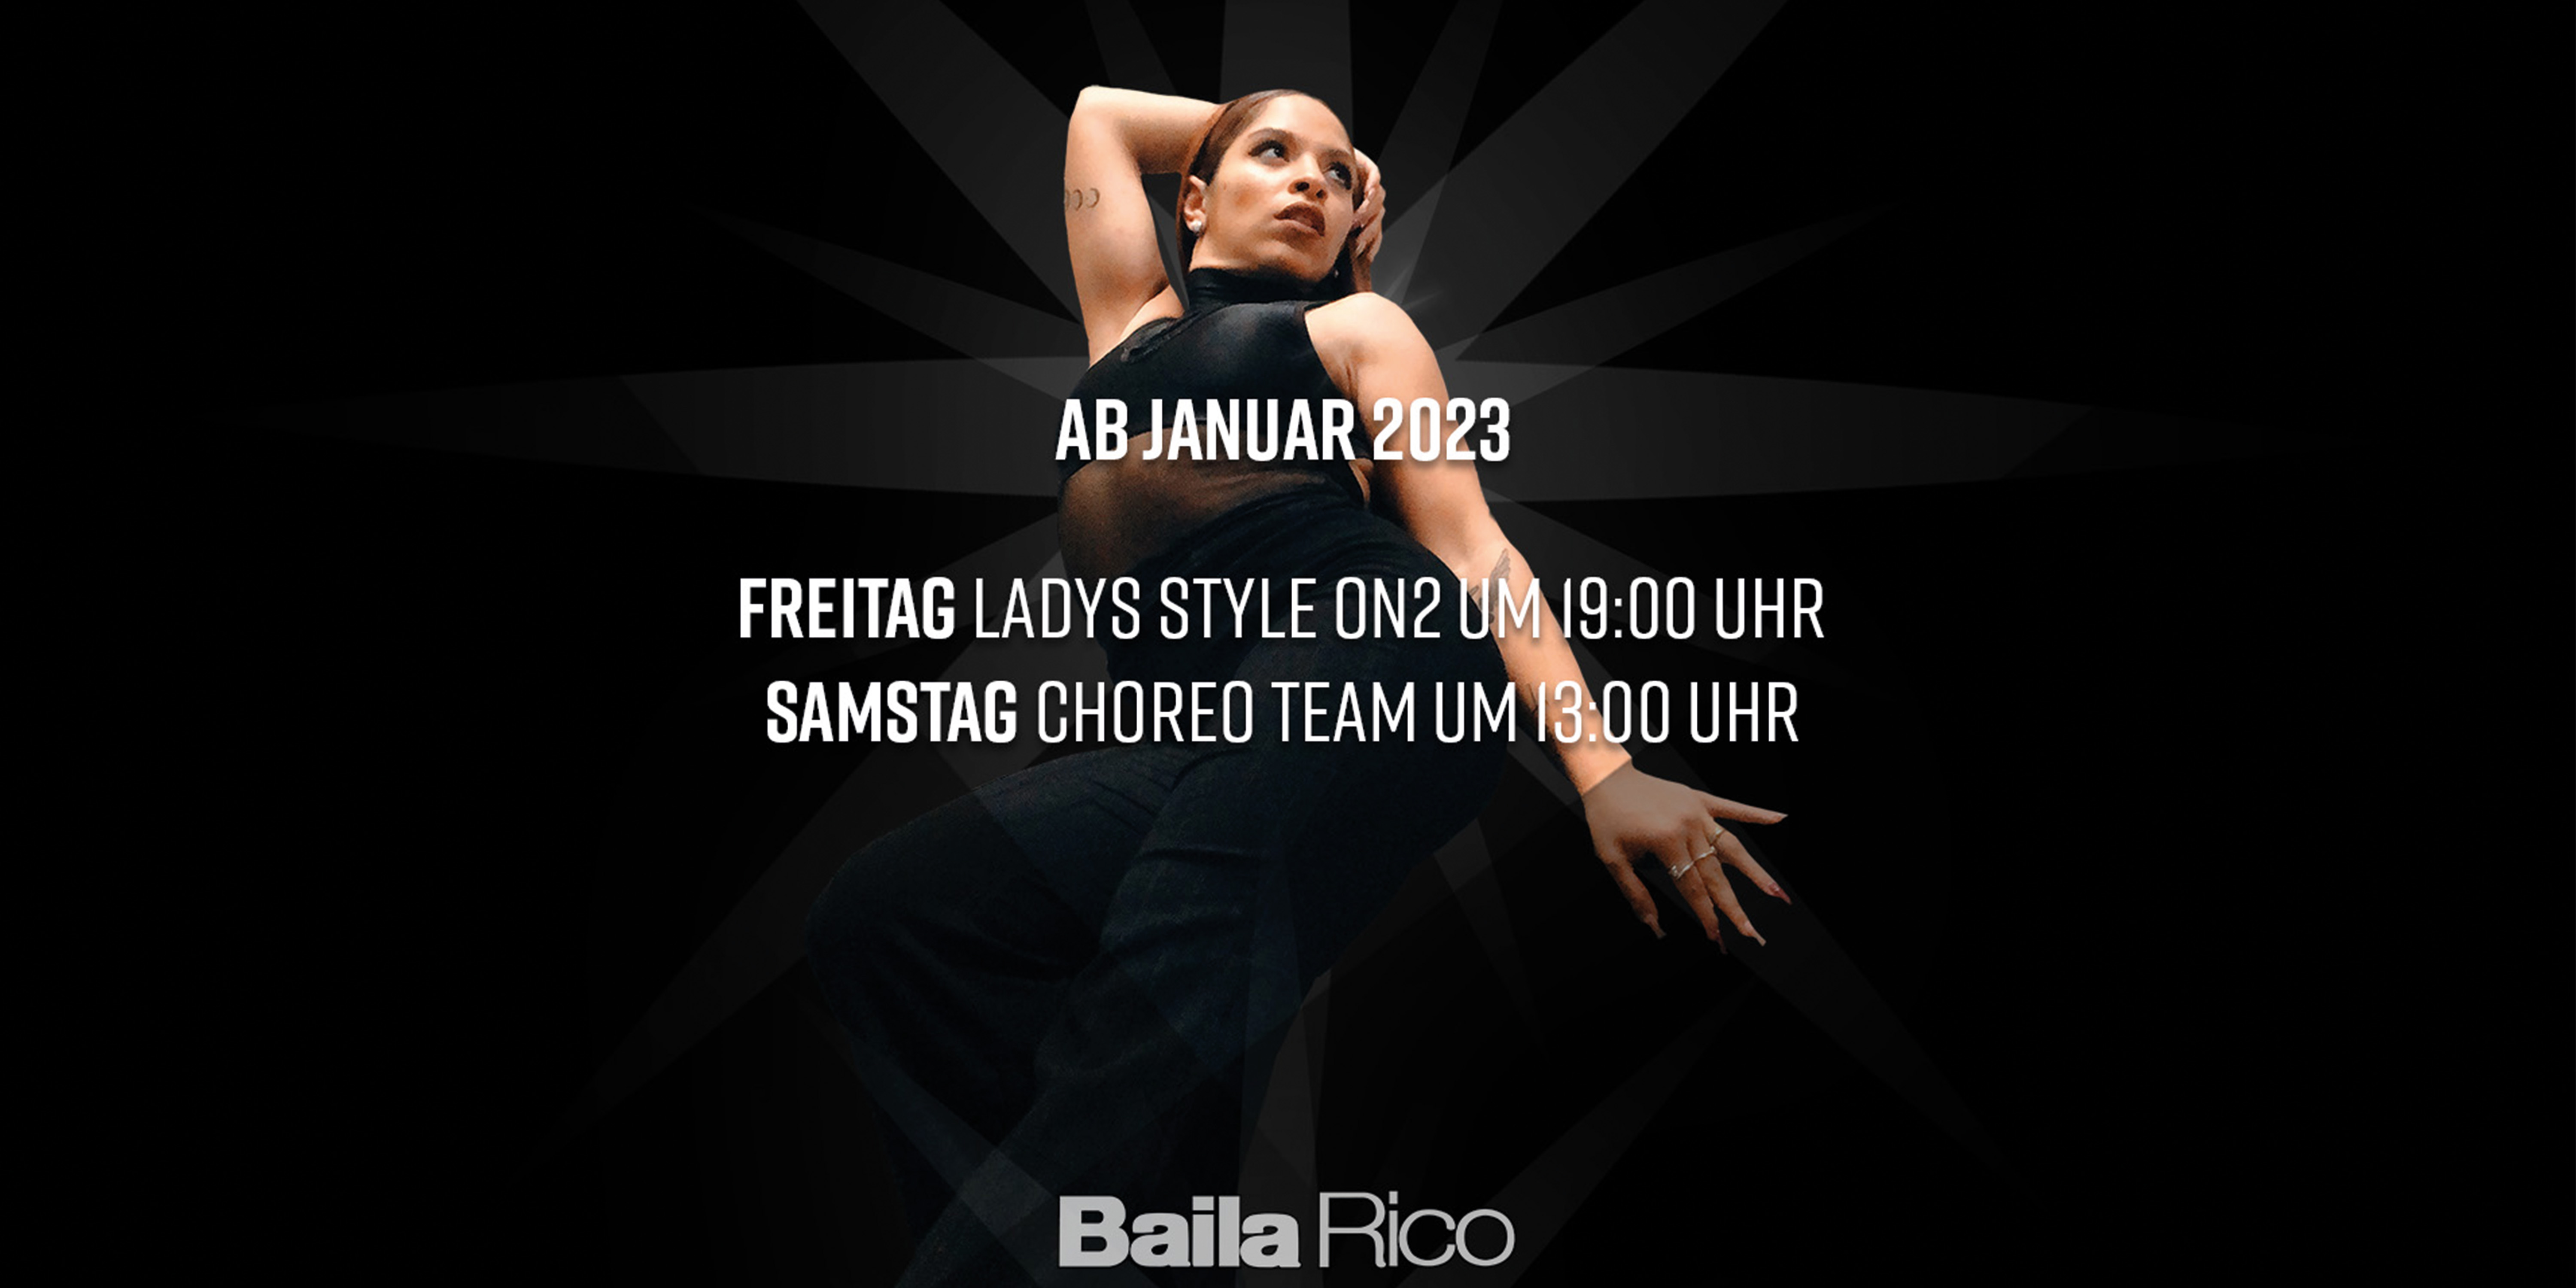 AB JANUAR 2023
FREITAG LADYS STYLE ON2 UM 19:00 UHR
SAMSTAG CHOREO TEAM UM 13:00 UHR
Baila Rico